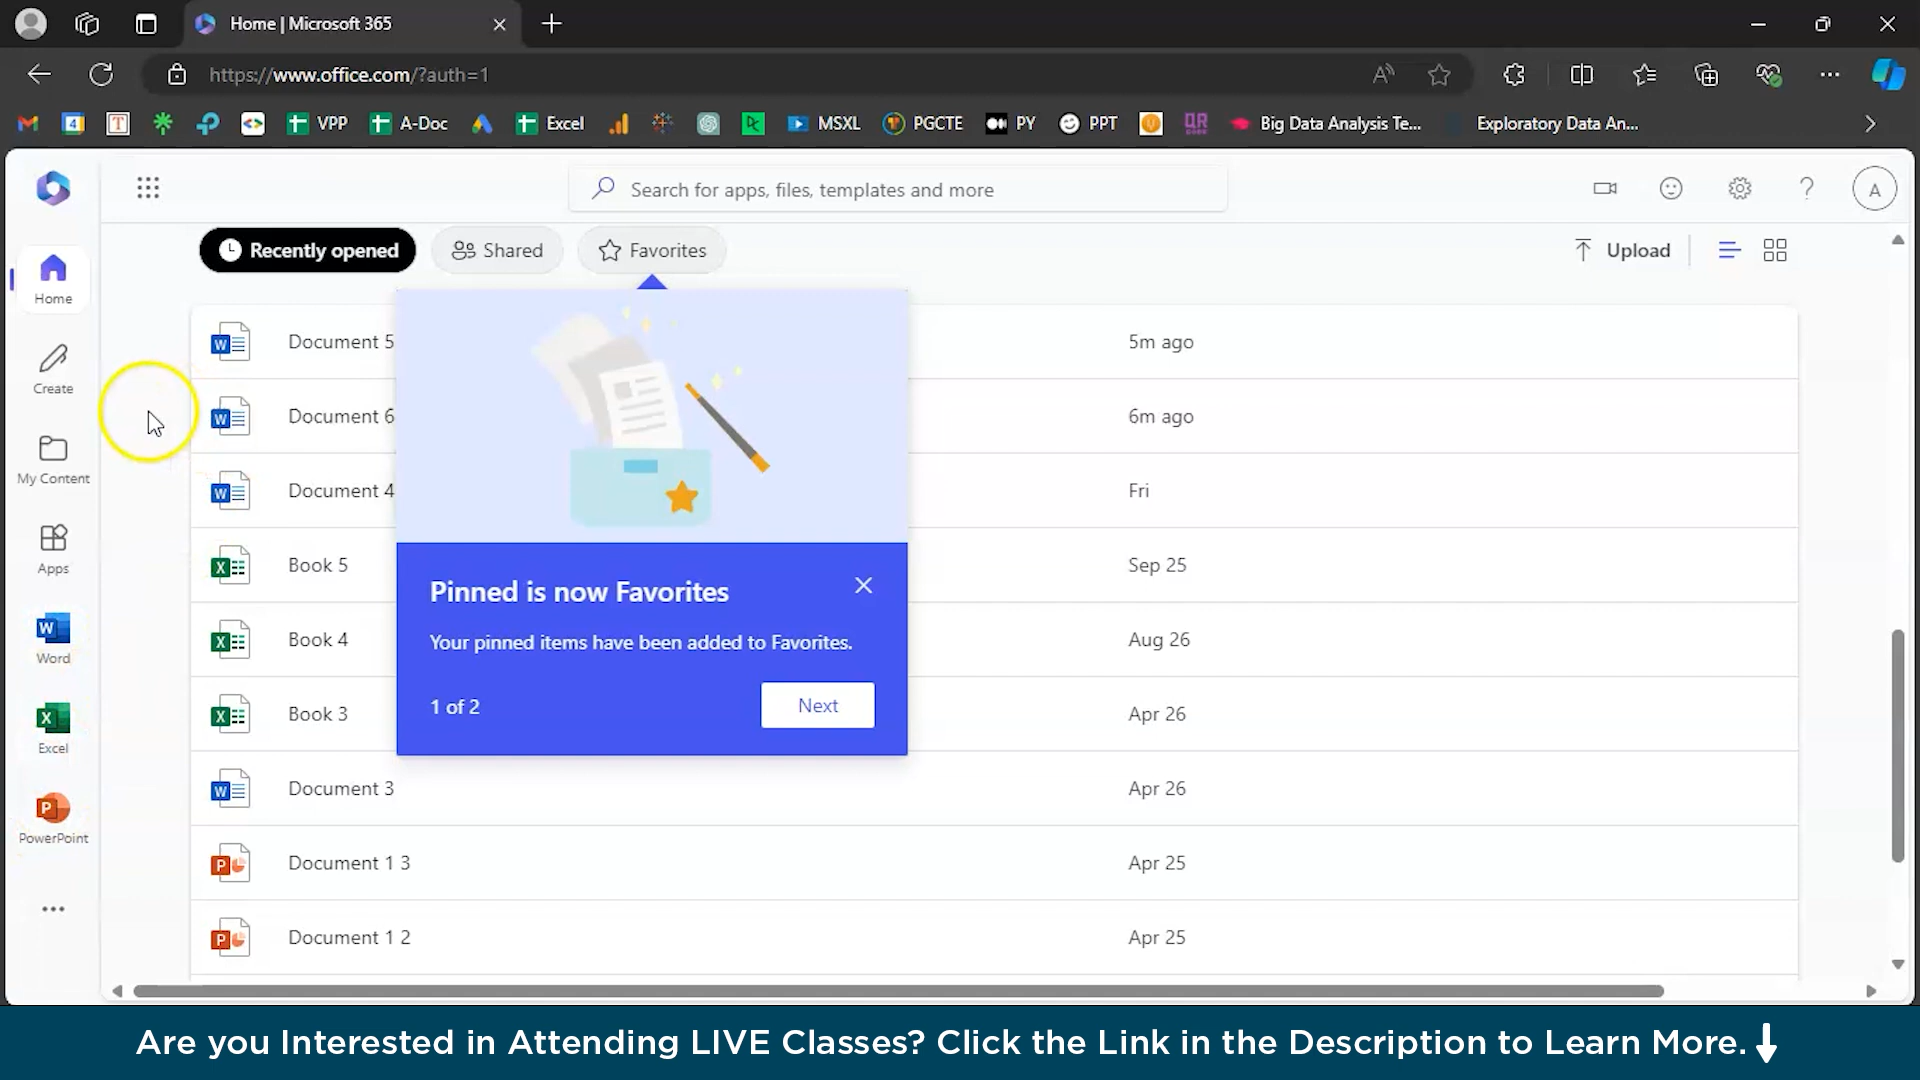 Home | Microsoft 365
https://www.office.com/?auth=1
VPP
A-Doc
Excel
MSXL
PGCTE
PY
PPT
QR
Big Data Analysis Te...
Exploratory Data An...
Search for apps, files, templates and more
A
Recently opened
Shared
Favorites
Upload
Home
Create
My Content
Apps
Word
Excel
PowerPoint
Document 5 5m ago
Document 6 6m ago
Document 4 Fri
Book 5 Sep 25
Book 4 Aug 26
Book 3 Apr 26
Document 3 Apr 26
Document 1 3 Apr 25
Document 1 2 Apr 25
Pinned is now Favorites
Your pinned items have been added to Favorites.
1 of 2
Next
Are you Interested in Attending LIVE Classes? Click the Link in the Description to Learn More.